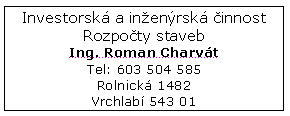 Investorská a inženýrská činnost
Rozpočty staveb
Ing. Roman Charvát
Tel: 603 504 585
Rolnická 1482
Vrchlabí 543 01